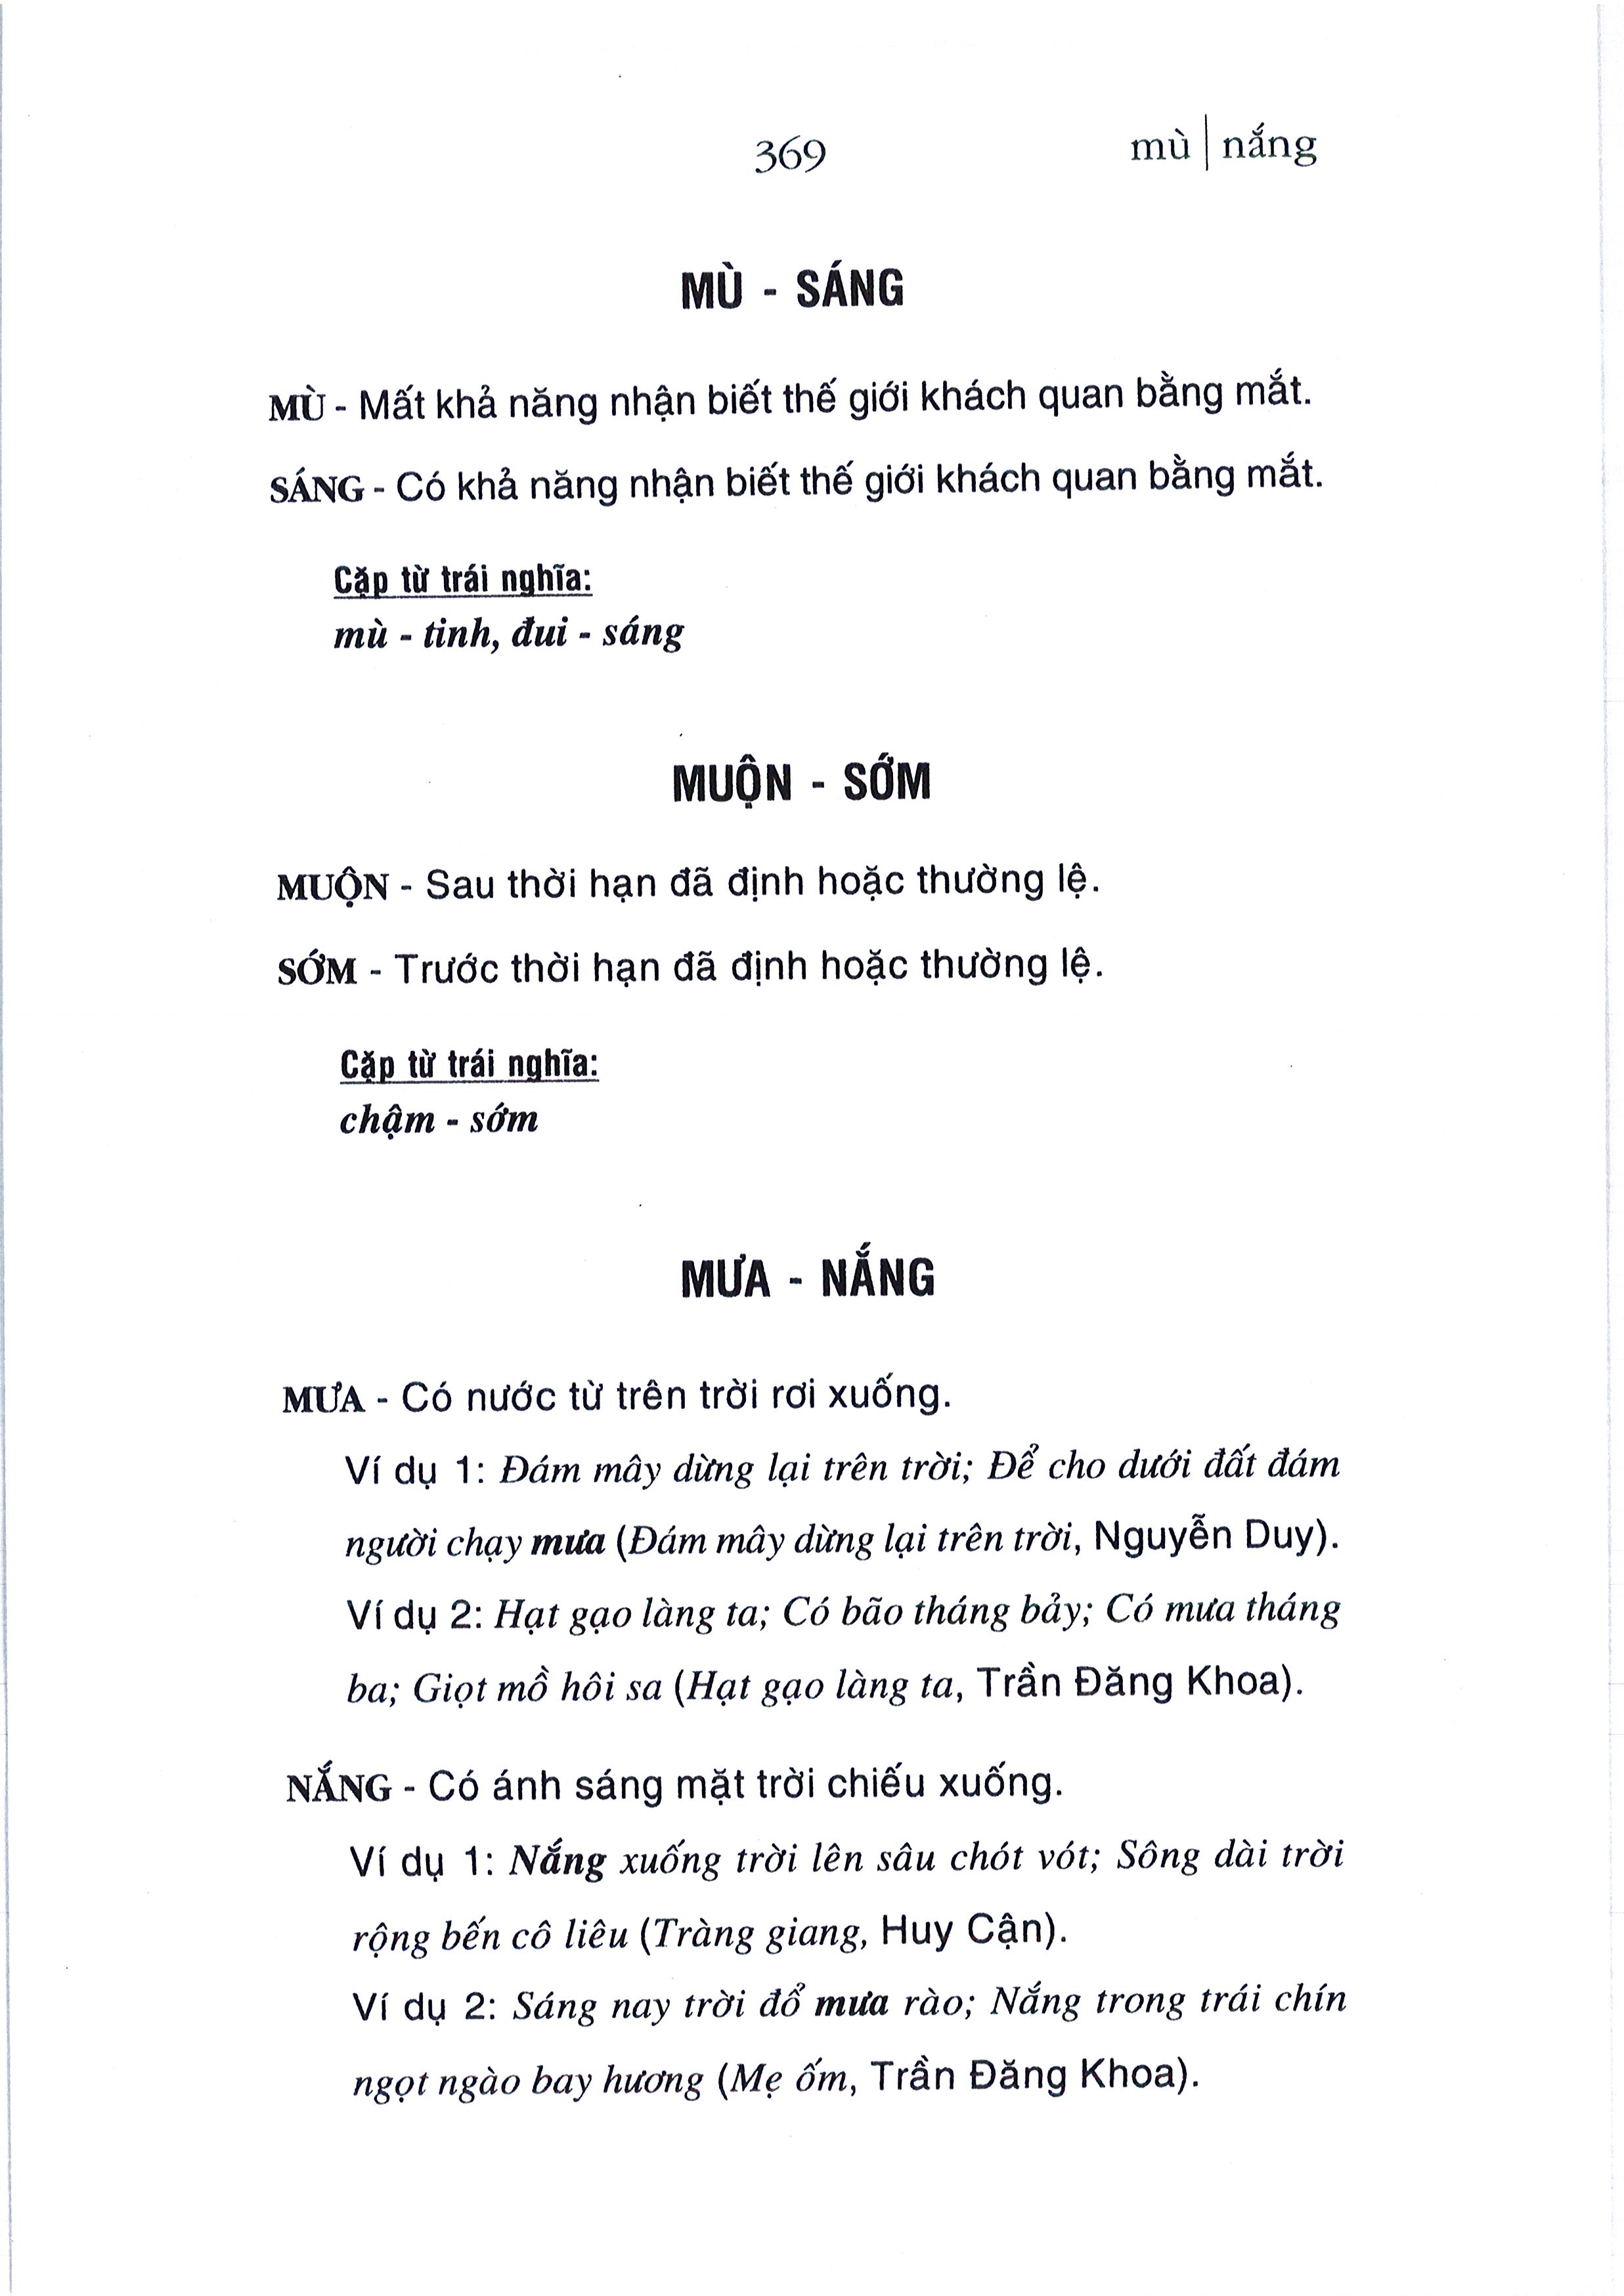 369
mù | nắng
MÙ - SÁNG
MÙ - Mất khả năng nhận biết thế giới khách quan bằng mắt.
SÁNG - Có khả năng nhận biết thế giới khách quan bằng mắt.
Cặp từ trái nghĩa:
mù - tinh, đui - sáng
MUỘN - SỚM
MUỘN - Sau thời hạn đã định hoặc thường lệ.
SỚM - Trước thời hạn đã định hoặc thường lệ.
Cặp từ trái nghĩa:
chậm - sớm
MƯA - NẮNG
MƯA - Có nước từ trên trời rơi xuống.
Ví dụ 1: Đám mây dừng lại trên trời; Để cho dưới đất đám
người chạy mưa (Đám mây dừng lại trên trời, Nguyễn Duy).
Ví dụ 2: Hạt gạo làng ta; Có bão tháng bảy; Có mưa tháng
ba; Giọt mồ hôi sa (Hạt gạo làng ta, Trần Đăng Khoa).
NẮNG - Có ánh sáng mặt trời chiếu xuống.
Ví dụ 1: Nắng xuống trời lên sâu chót vót; Sông dài trời
rộng bến cô liêu (Tràng giang, Huy Cận).
Ví dụ 2: Sáng nay trời đổ mưa rào; Nắng trong trái chín
ngọt ngào bay hương (Mẹ ốm, Trần Đăng Khoa).